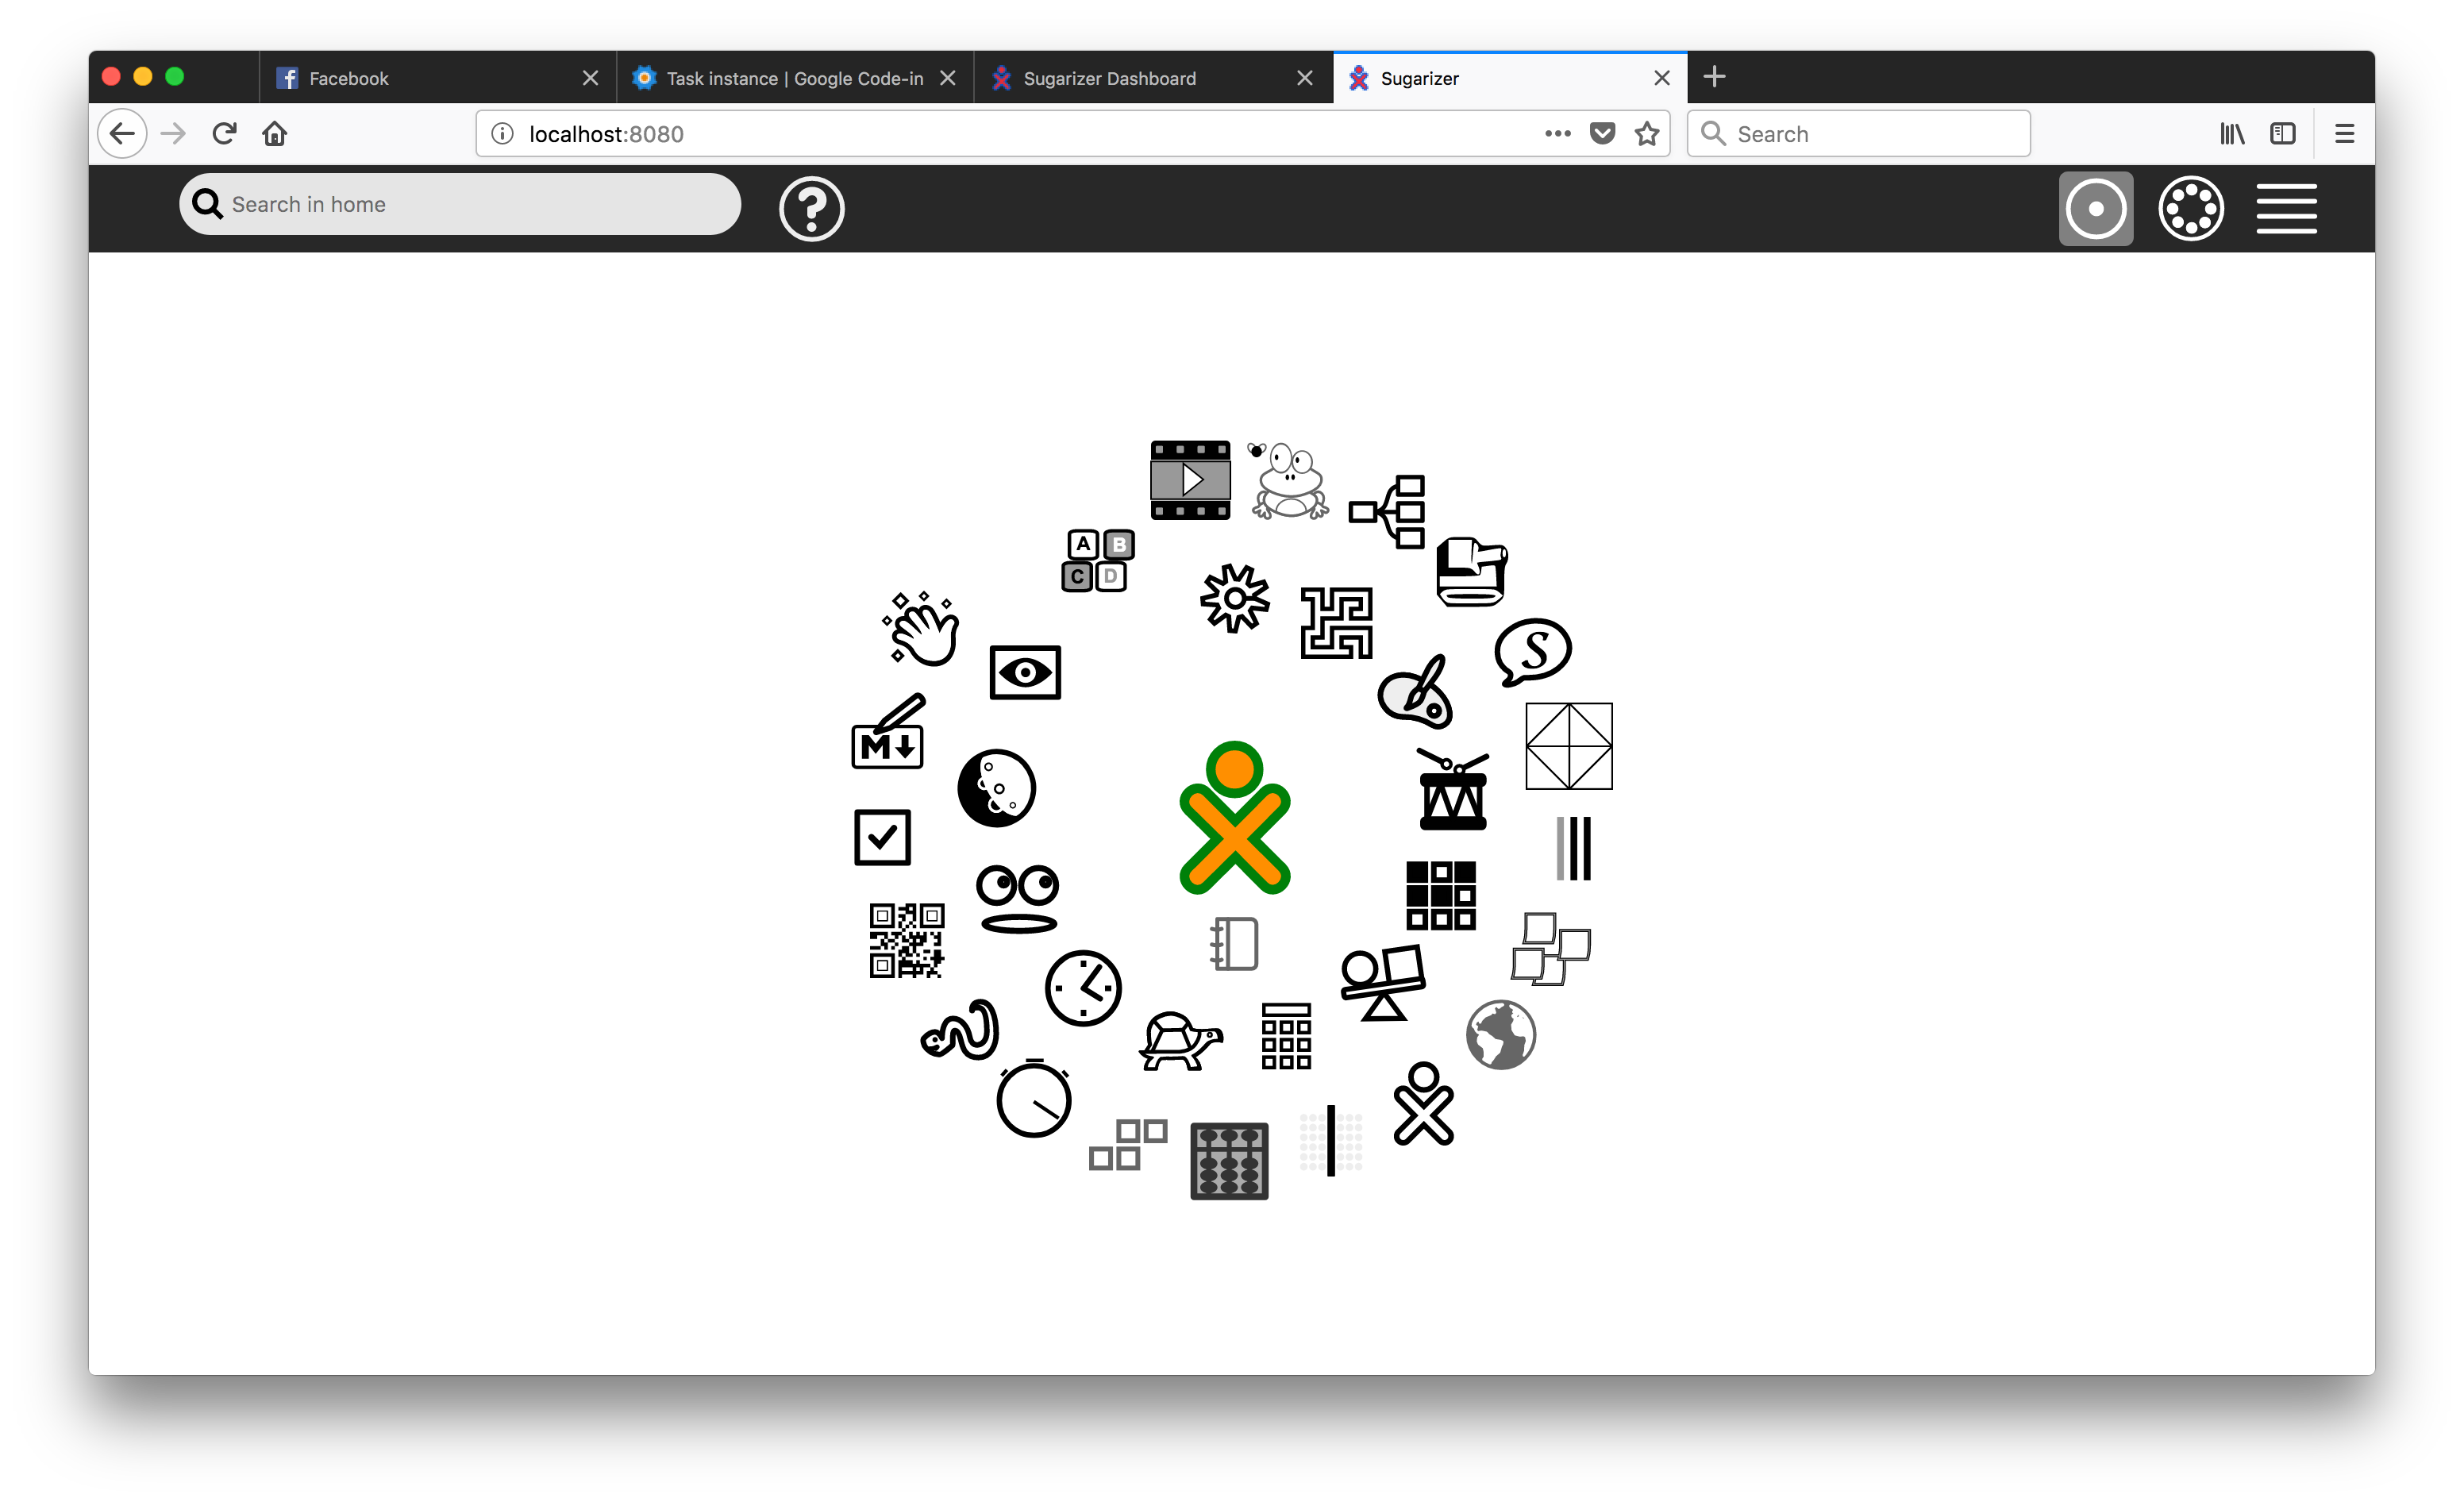 Facebook
Task instance | Google Code-in
Sugarizer Dashboard
Sugarizer
localhost:8080
Search
Search in home
?
A B
C D
S
M